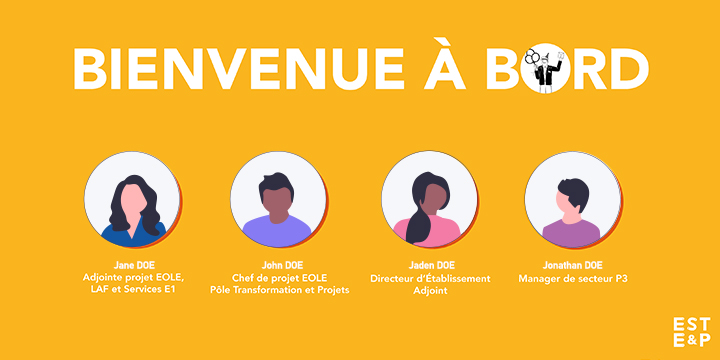 BIENVENUE À BORD
Jane DOE
Adjointe projet EOLE,
LAF et Services E1
John DOE
Chef de projet EOLE
Pôle Transformation et Projets
Jaden DOE
Directeur d'Établissement
Adjoint
Jonathan DOE
Manager de secteur P3
EST
E&P